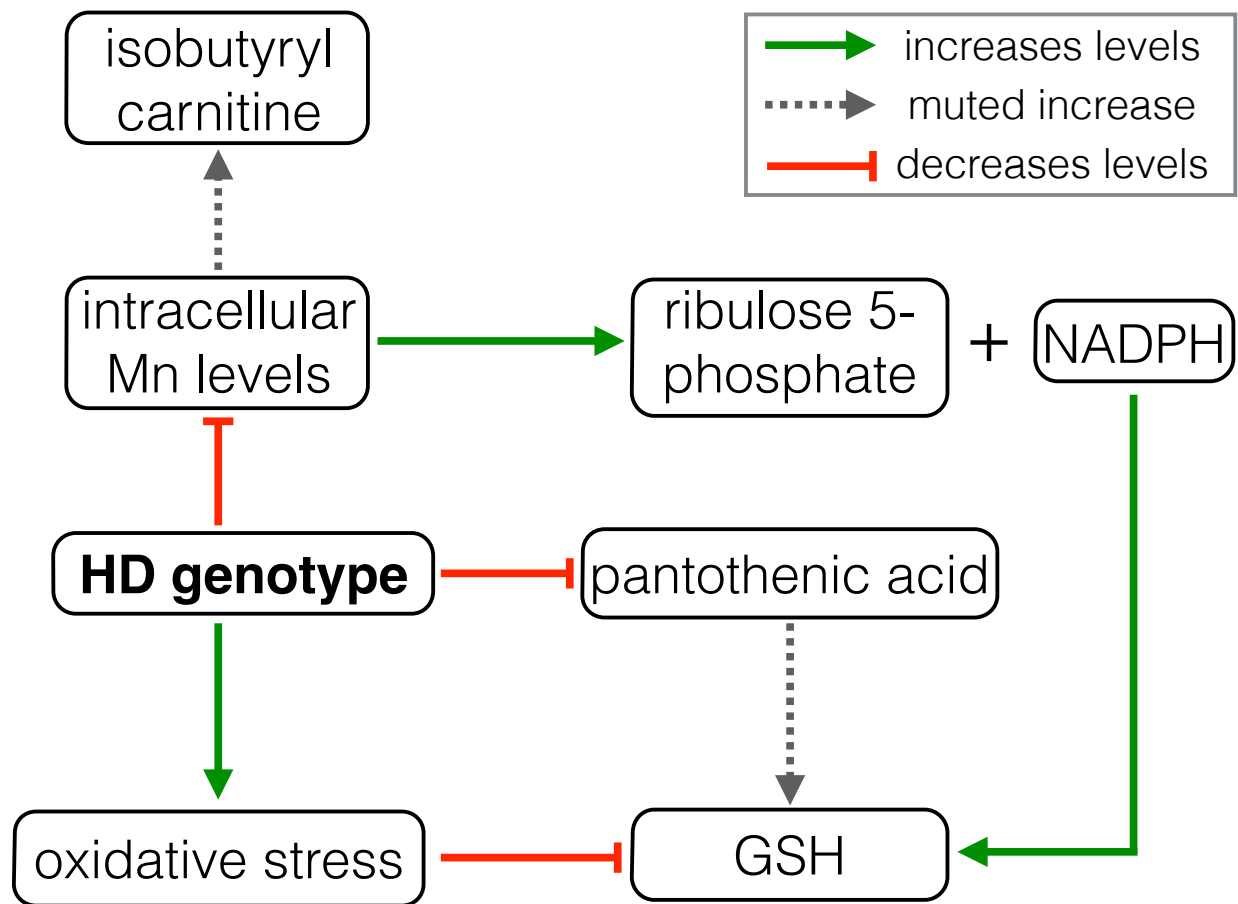 isobutyryl
carnitine
increases levels
muted increase
decreases levels
intracellular
Mn levels
ribulose 5-
phosphate
+
NADPH
HD genotype
pantothenic acid
oxidative stress
GSH